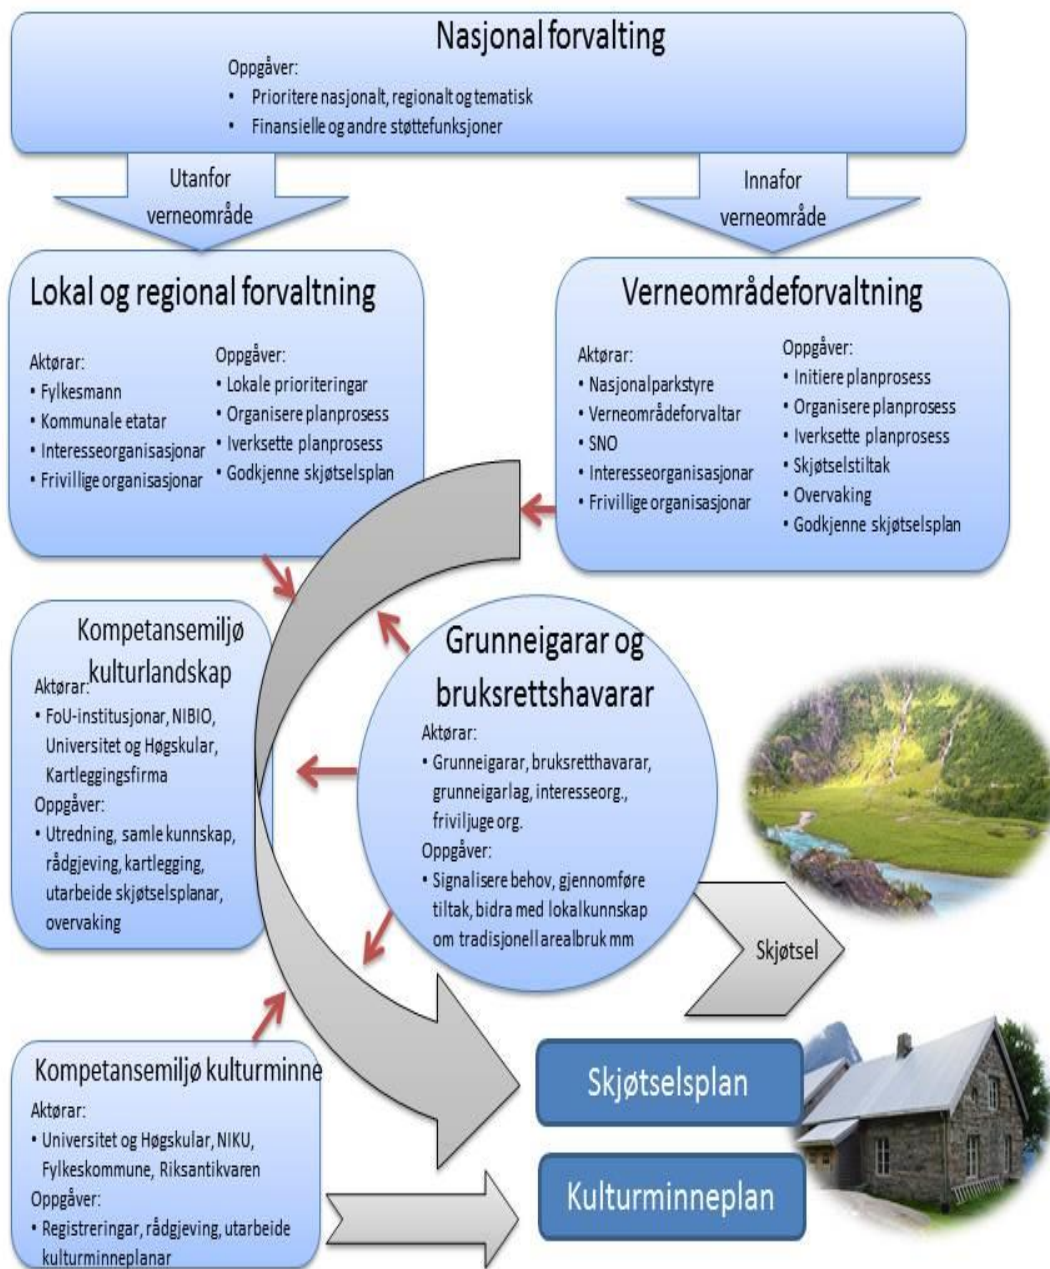 Nasjonal forvalting
Oppgåver:
• Prioritere nasjonalt, regionalt og tematisk
• Finansielle og andre støttefunksjoner
Utanfor
verneområde
Innafor
verneområde
Lokal og regional forvaltning
Aktørar:
• Fylkesmann
• Kommunale etatar
• Interesseorganisasjonar
• Frivillige organisasjonar
Oppgåver:
• Lokale prioriteringar
• Organisere planprosess
• Iverksette planprosess
• Godkjenne skjøtselsplan
Verneområdeforvaltning
Aktørar:
• Nasjonalparkstyre
• Verneområdeforvaltar
• SNO
• Interesseorganisasjonar
• Frivillige organisasjonar
Oppgåver:
• Initiere planprosess
• Organisere planprosess
• Iverksette planprosess
• Skjøtselstiltak
• Overvaking
• Godkjenne skjøtselsplan
Kompetansemiljø
kulturlandskap
Aktørar:
• FoU-institusjonar, NIBIO,
Universitet og Høgskular,
Kartleggingsfirma
Oppgåver:
• Utredning, samle kunnskap,
rådgjeving, kartlegging,
utarbeide skjøtselsplanar,
overvaking
Grunneigarar og
bruksrettshavarar
Aktørar:
• Grunneigarar, bruksretthavarar,
grunneigarlag, interesseorg.,
friviljuge org.
Oppgåver:
• Signalisere behov, gjennomføre
tiltak, bidra med lokalkunnskap
om tradisjonell arealbruk mm
Skjøtsel
Kompetansemiljø kulturminne
Aktørar:
• Universitet og Høgskular, NIKU,
Fylkeskommune, Riksantikvaren
Oppgåver:
• Registreringar, rådgjeving, utarbeide
kulturminneplanar
Skjøtselsplan
Kulturminneplan